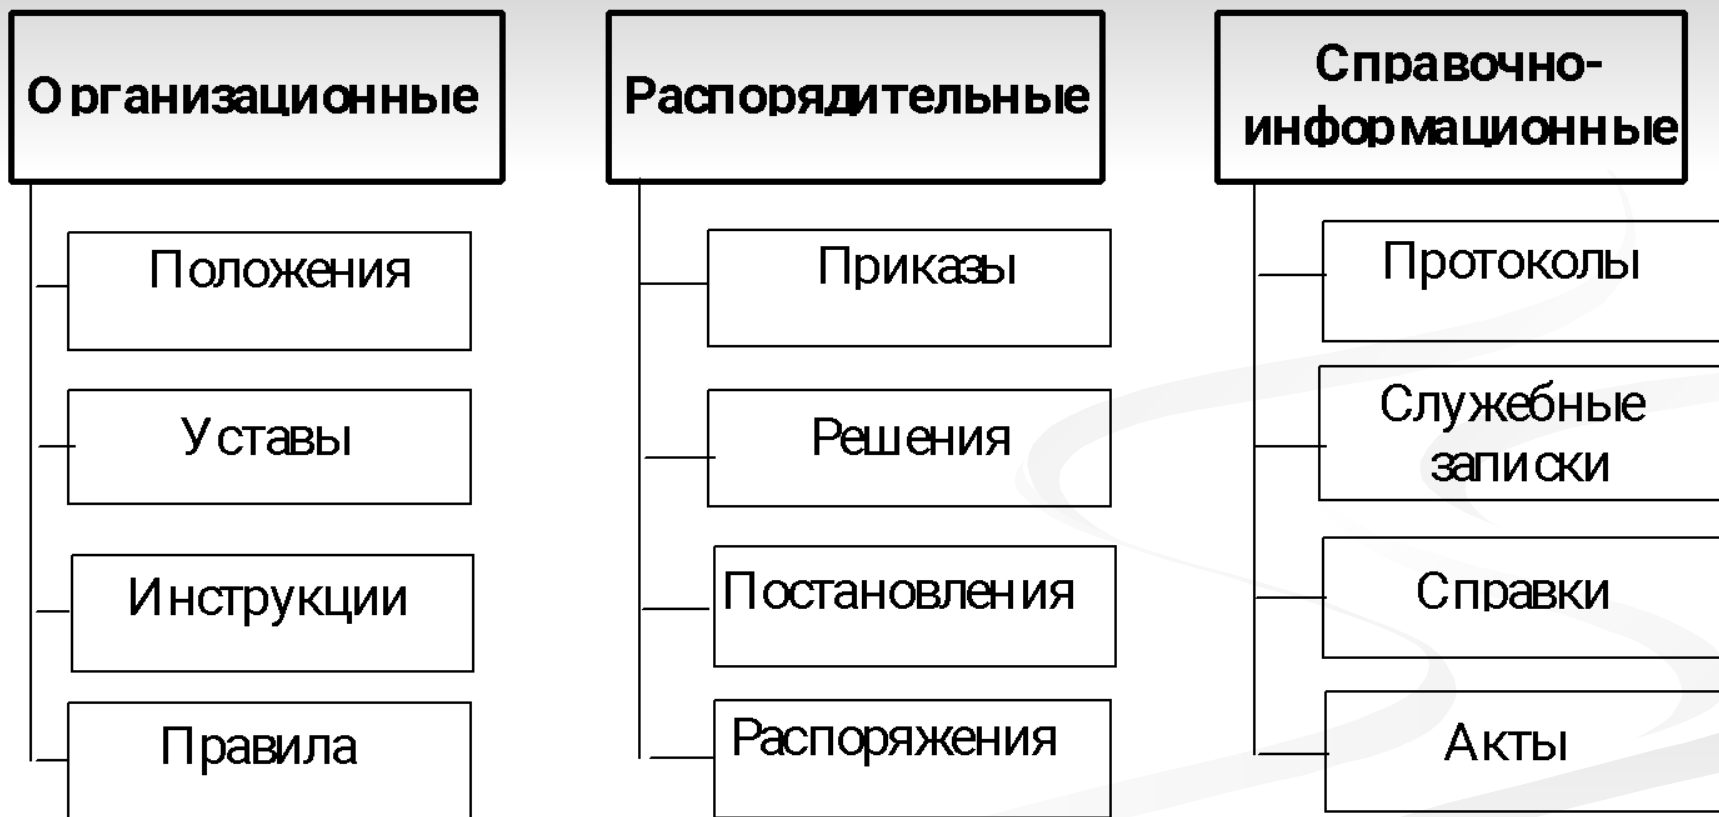 Организационные
Положения
Уставы
Инструкции
Правила
Распорядительные
Приказы
Решения
Постановления
Распоряжения
Справочно-
информационные
Протоколы
Служебные
записки
Справки
Акты